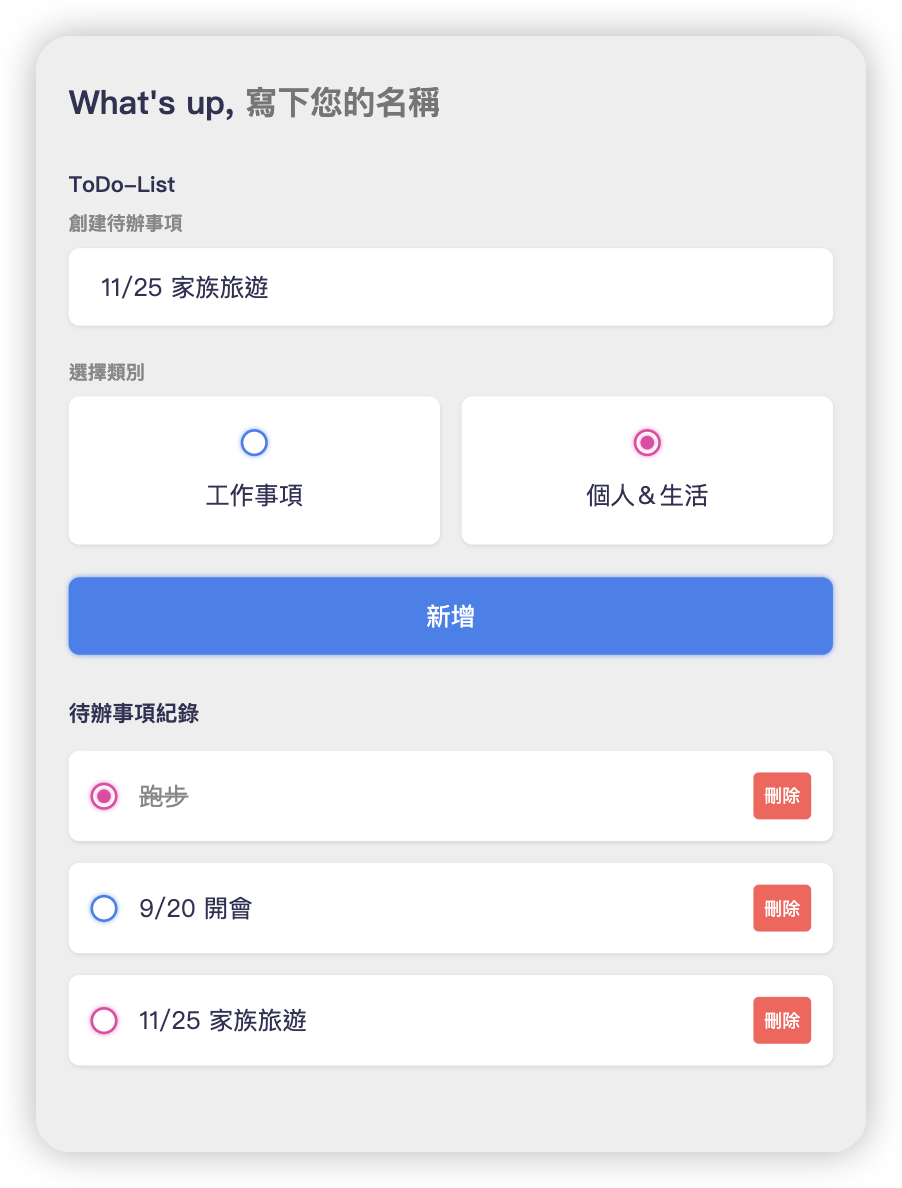 What's up, 寫下您的名稱
ToDo-List
創建待辦事項
11/25 家族旅遊
選擇類別
工作事項
個人&生活
新增
待辦事項紀錄
跑步 刪除
9/20 開會 刪除
11/25 家族旅遊 刪除